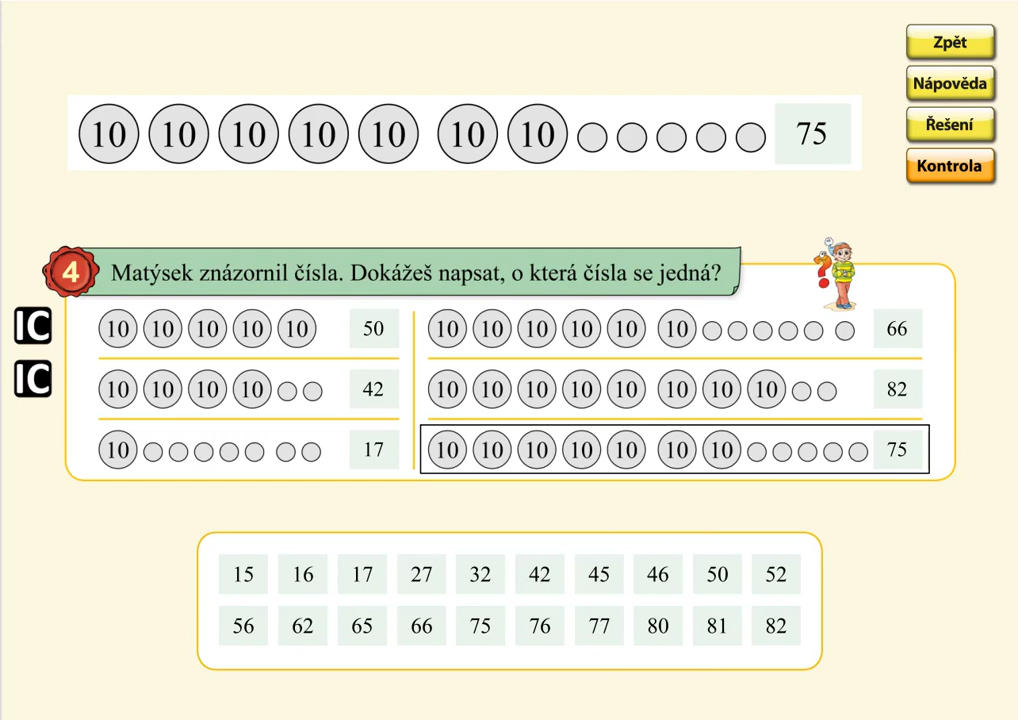 Zpět
Nápověda
Řešení
Kontrola
10 10 10 10 10 10 10 75
4 Matýsek znázornil čísla. Dokážeš napsat, o která čísla se jedná?
IC
IC
10 10 10 10 10 50
10 10 10 10 10 10 66
10 10 10 10 42
10 10 10 10 10 10 10 10 82
10 17
10 10 10 10 10 10 10 75
15 16 17 27 32 42 45 46 50 52
56 62 65 66 75 76 77 80 81 82